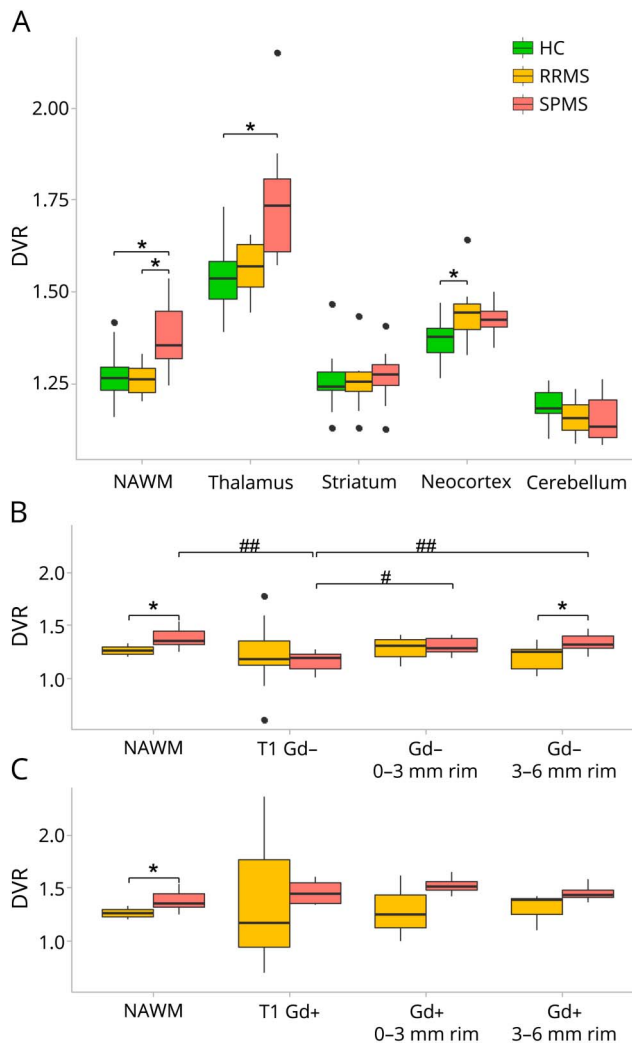 A
HC
RRMS
SPMS
DVR
2.00
1.75
1.50
1.25
*
*
*
*
NAWM Thalamus Striatum Neocortex Cerebellum
B
DVR
2.0
1.5
1.0
## ##
#
* *
NAWM T1 Gd– Gd– Gd–
0–3 mm rim 3–6 mm rim
C
DVR
2.0
1.5
1.0
*
NAWM T1 Gd+ Gd+ Gd+
0–3 mm rim 3–6 mm rim